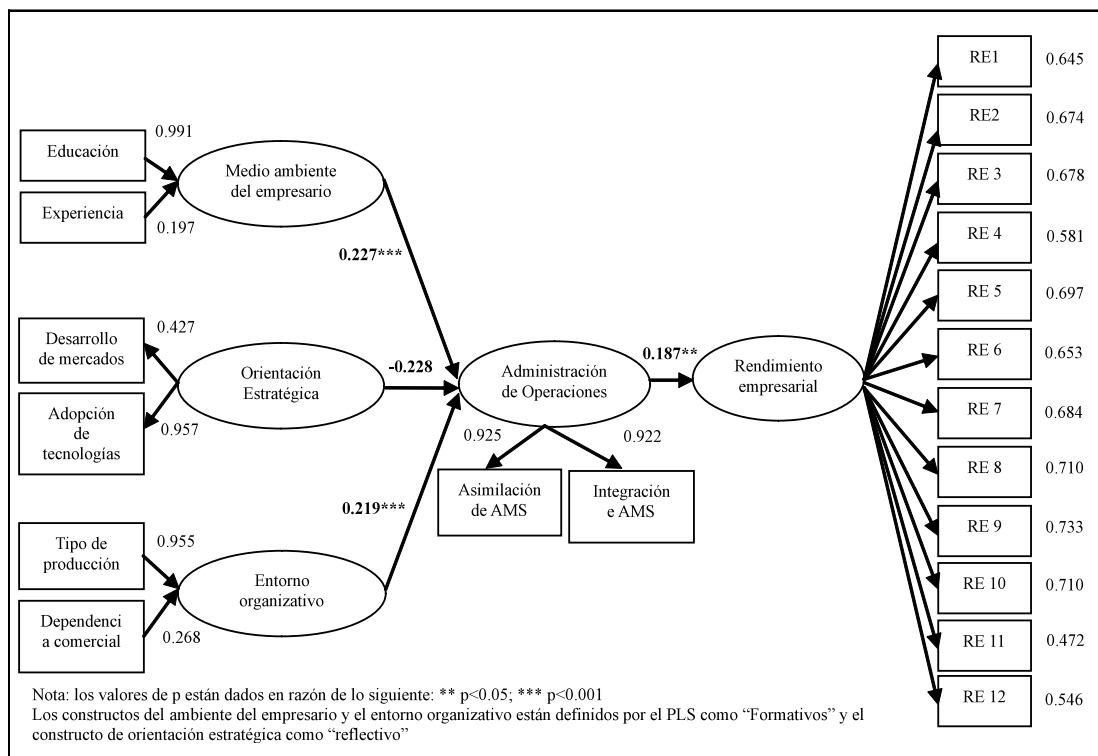 Educación
0.991
Experiencia
0.197
Medio ambiente
del empresario
0.227***
Desarrollo
de mercados
0.427
Adopción
de
tecnologías
0.957
Orientación
Estratégica
-0.228
Tipo de
producción
0.955
Dependenci
a comercial
0.268
Entorno
organizativo
0.219***
Administración
de Operaciones
0.925
0.922
Asimilación
de AMS
Integración
e AMS
0.187**
Rendimiento
empresarial
RE1 0.645
RE2 0.674
RE 3 0.678
RE 4 0.581
RE 5 0.697
RE 6 0.653
RE 7 0.684
RE 8 0.710
RE 9 0.733
RE 10 0.710
RE 11 0.472
RE 12 0.546
Nota: los valores de p están dados en razón de lo siguiente: ** p<0.05; *** p<0.001
Los constructos del ambiente del empresario y el entorno organizativo están definidos por el PLS como “Formativos” y el
constructo de orientación estratégica como “reflectivo”